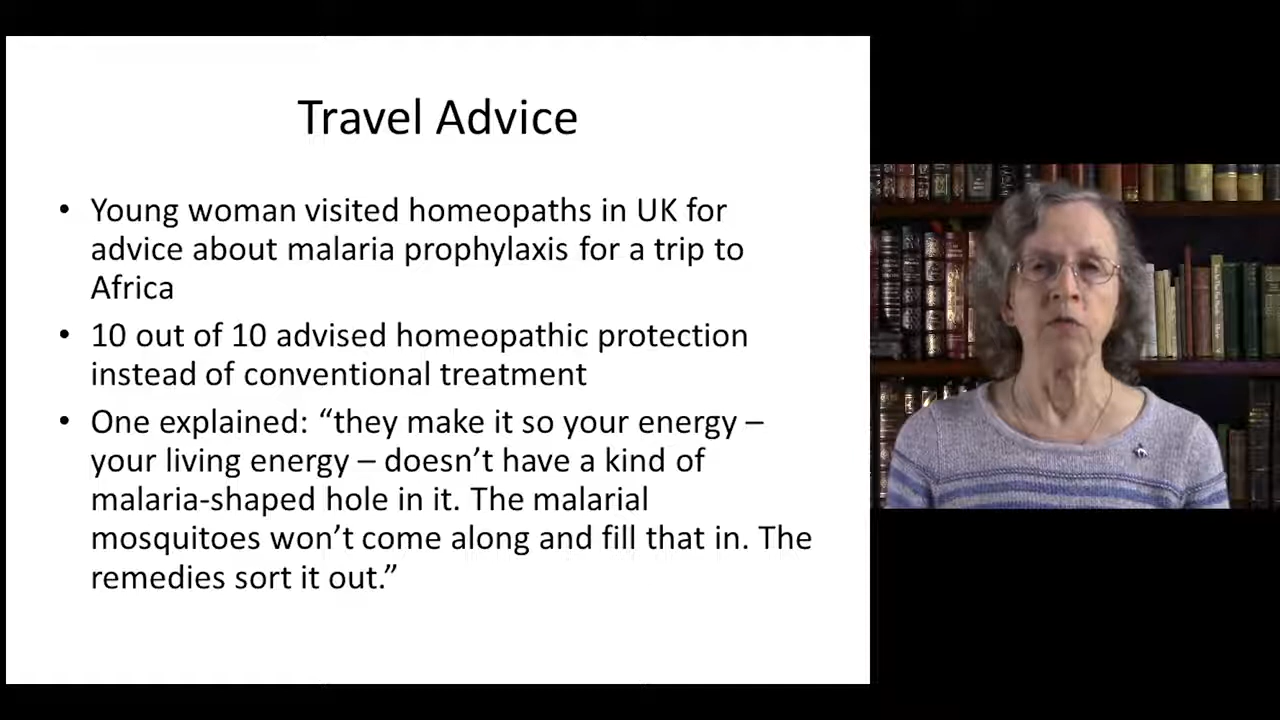 Travel Advice
• Young woman visited homeopaths in UK for
advice about malaria prophylaxis for a trip to
Africa
• 10 out of 10 advised homeopathic protection
instead of conventional treatment
• One explained: “they make it so your energy –
your living energy – doesn’t have a kind of
malaria-shaped hole in it. The malarial
mosquitoes won’t come along and fill that in. The
remedies sort it out.”